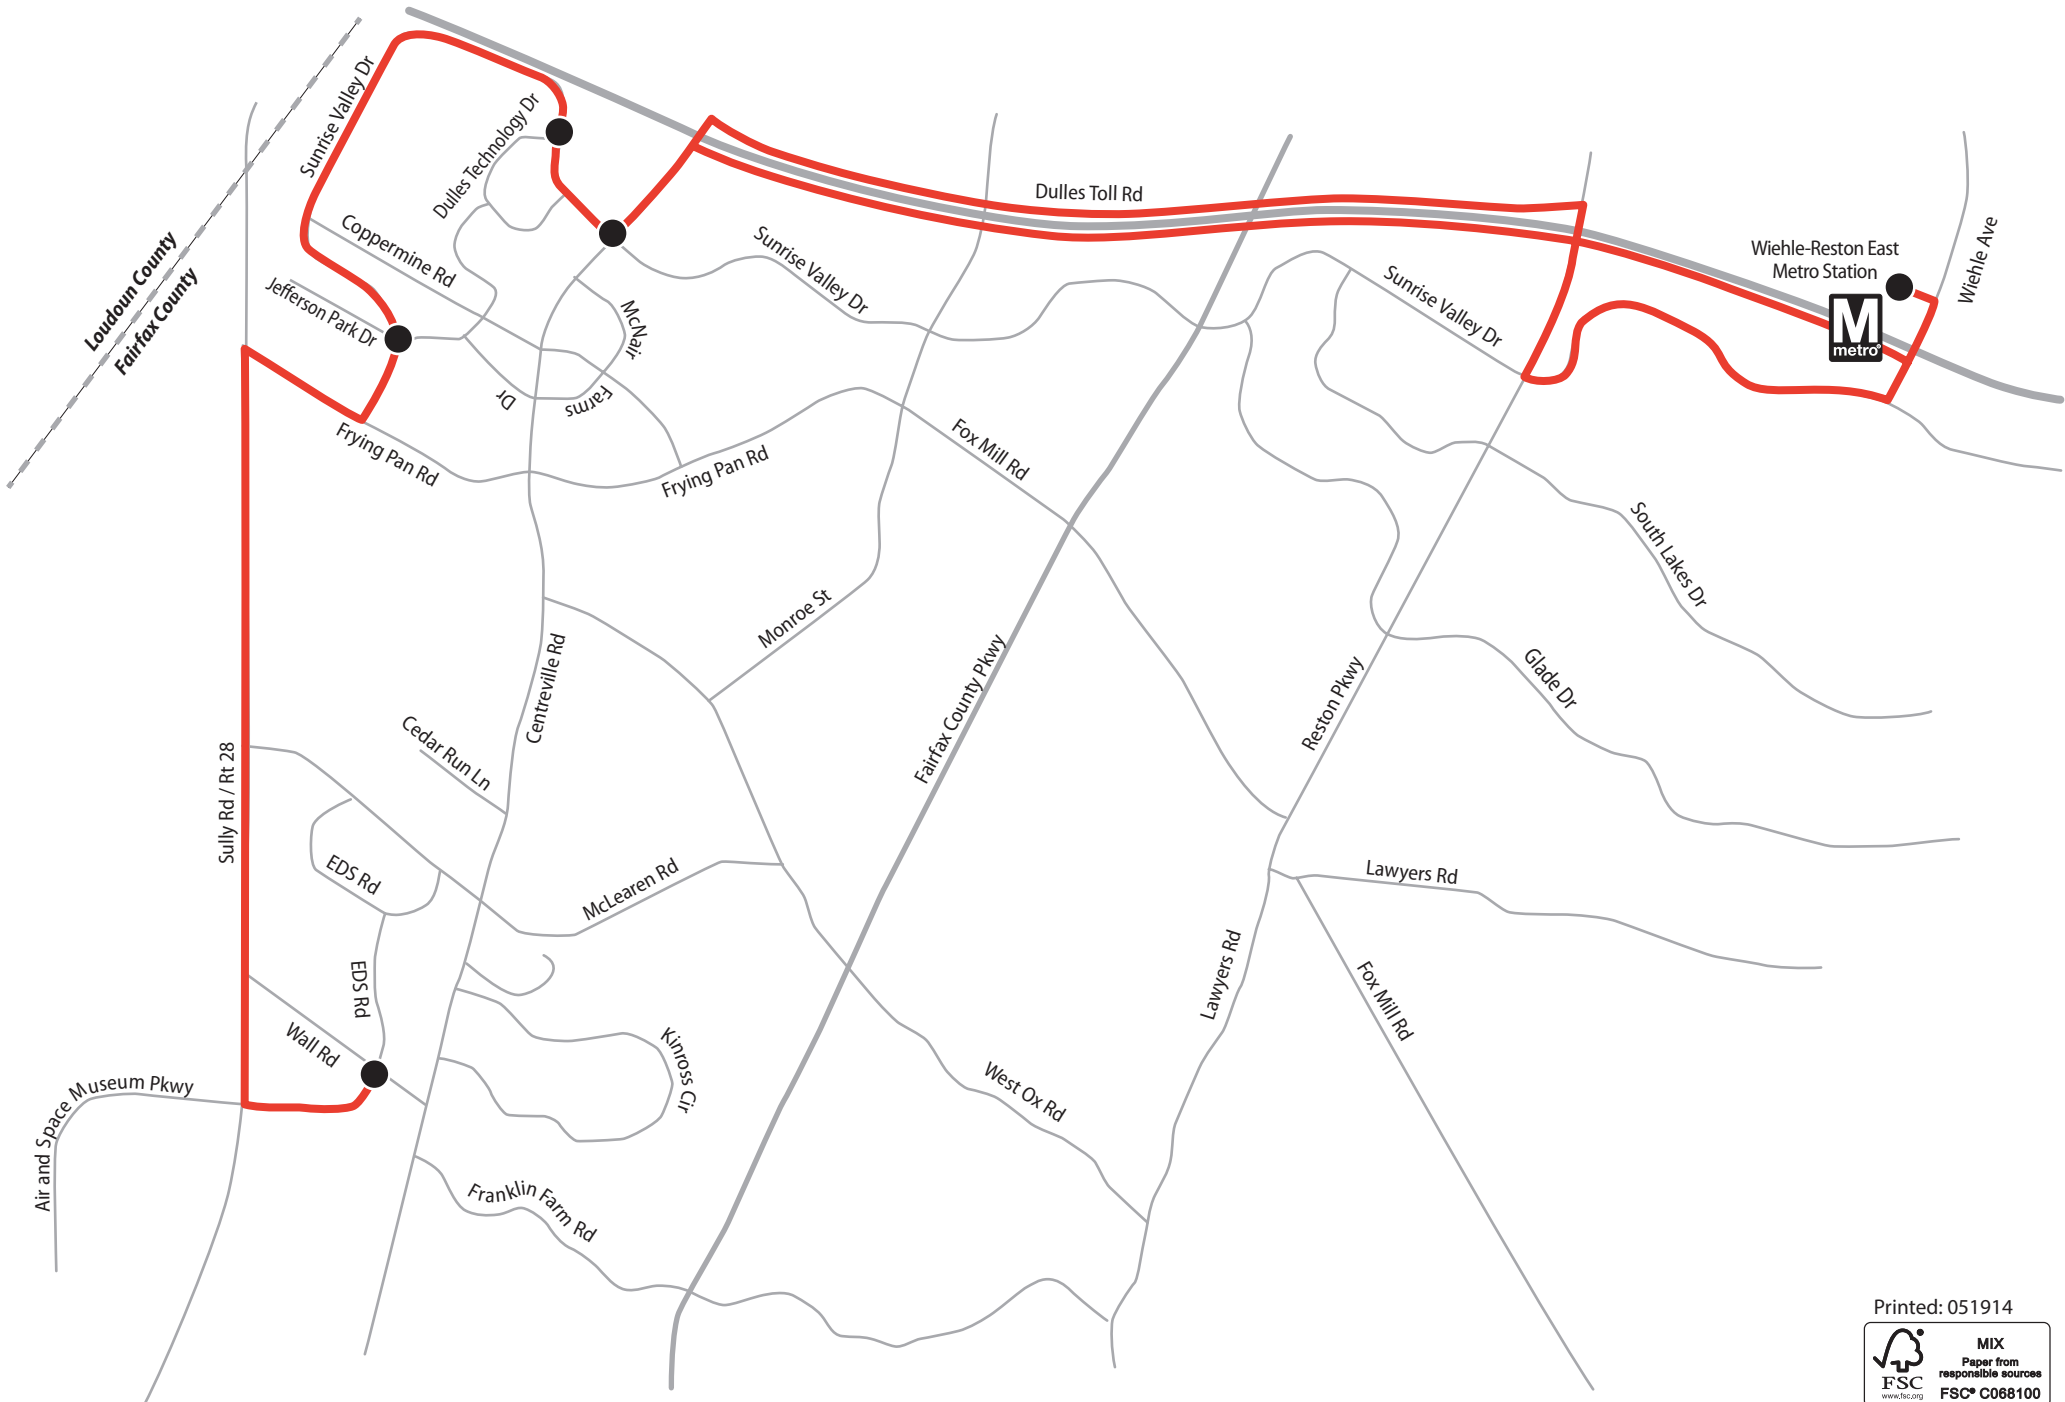 Sunrise Valley Dr
Dulles Technology Dr
Dulles Toll Rd
Wiehle Ave
Wiehle-Reston East
Metro Station
M
metro
Coppermine Rd
Sunrise Valley Dr
Sunrise Valley Dr
Loudoun County
Fairfax County
Jefferson Park Dr
McNair
Farms
Dr
Frying Pan Rd
Frying Pan Rd
Fox Mill Rd
South Lakes Dr
Monroe St
Centreville Rd
Fairfax County Pkwy
Reston Pkwy
Glade Dr
Cedar Run Ln
Sully Rd / Rt 28
EDS Rd
McLearen Rd
Lawyers Rd
EDS Rd
Lawyers Rd
Fox Mill Rd
Wall Rd
Kinross Cir
West Ox Rd
Air and Space Museum Pkwy
Franklin Farm Rd
Printed: 051914
FSC
www.fsc.org
MIX
Paper from
responsible sources
FSC® C068100